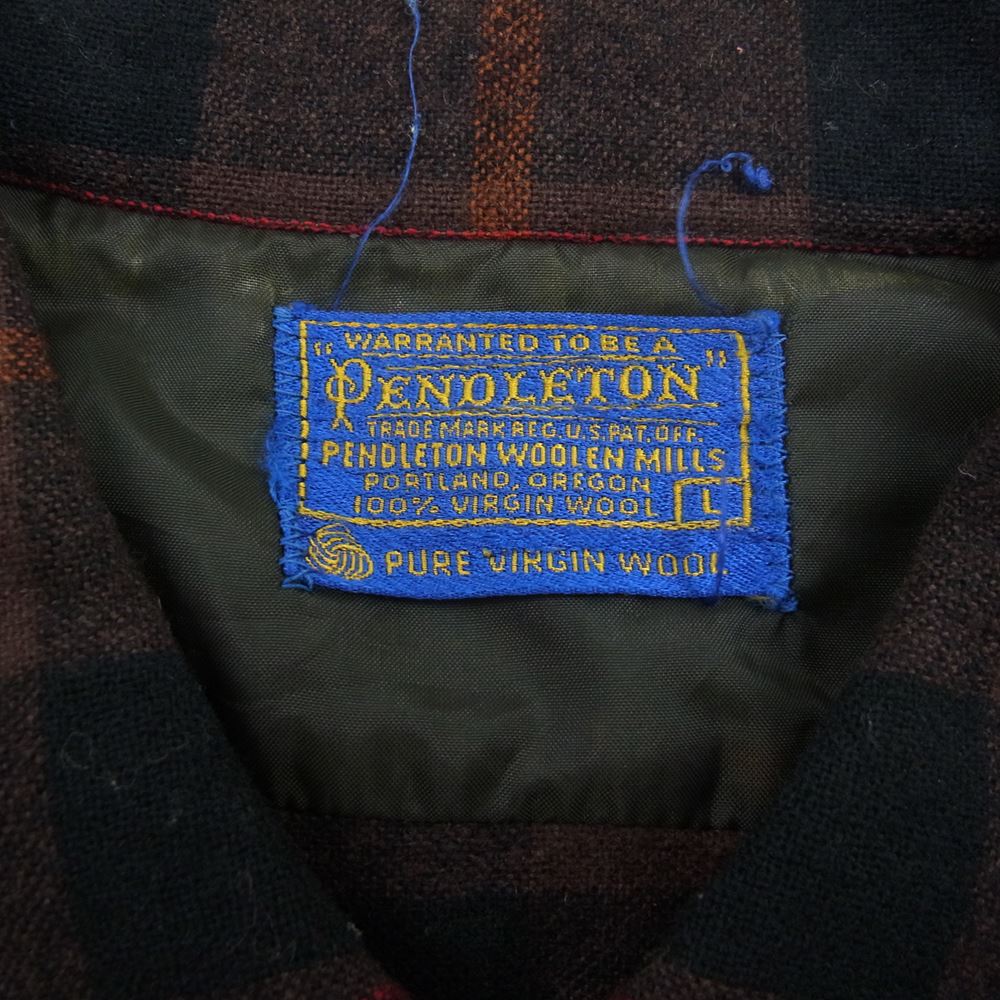 "WARRANTED TO BE A
PENDLETON"
TRADE MARK REG. U.S. PAT. OFF.
PENDLETON WOOLEN MILLS
PORTLAND, OREGON
100% VIRGIN WOOL L
PURE VIRGIN WOOL